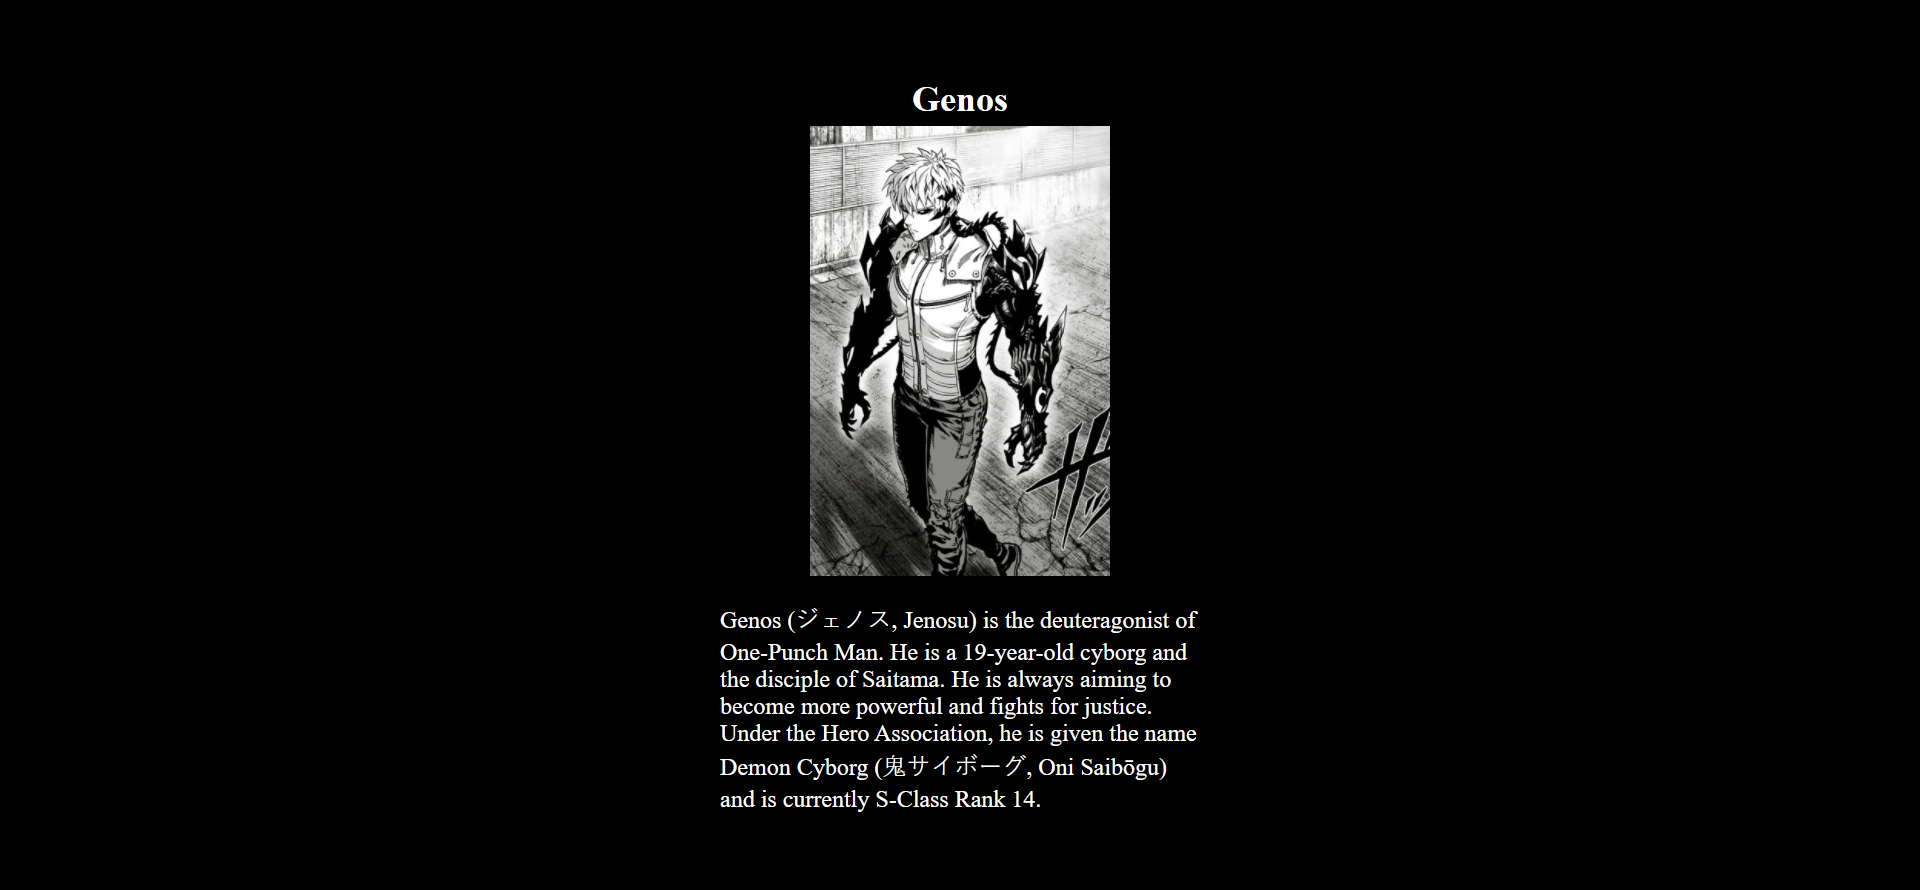 Genos
Genos (ジェノス, Jenosu) is the deuteragonist of
One-Punch Man. He is a 19-year-old cyborg and
the disciple of Saitama. He is always aiming to
become more powerful and fights for justice.
Under the Hero Association, he is given the name
Demon Cyborg (鬼サイボーグ, Oni Saibōgu)
and is currently S-Class Rank 14.